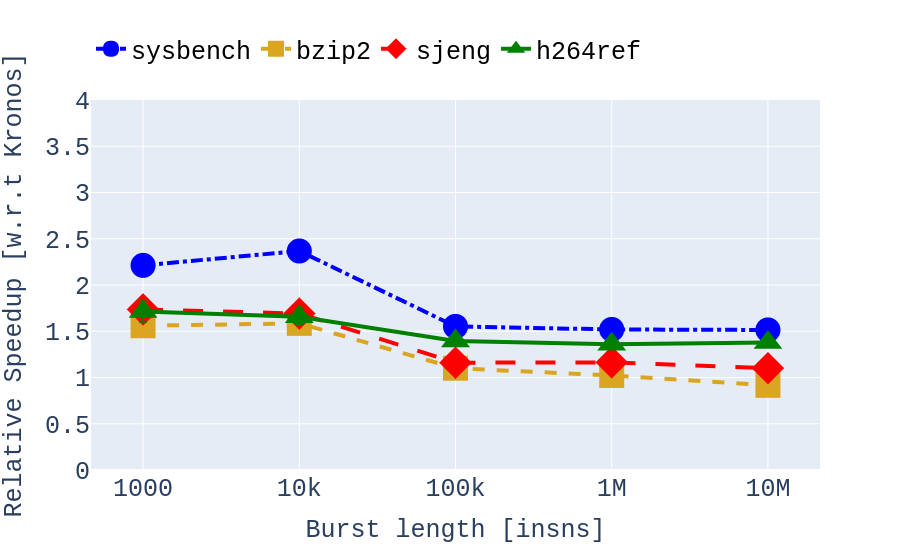 sysbench bzip2 sjeng h264ref
Relative Speedup [w.r.t Kronos]
4
3.5
3
2.5
2
1.5
1
0.5
0
1000 10k 100k 1M 10M
Burst length [insns]